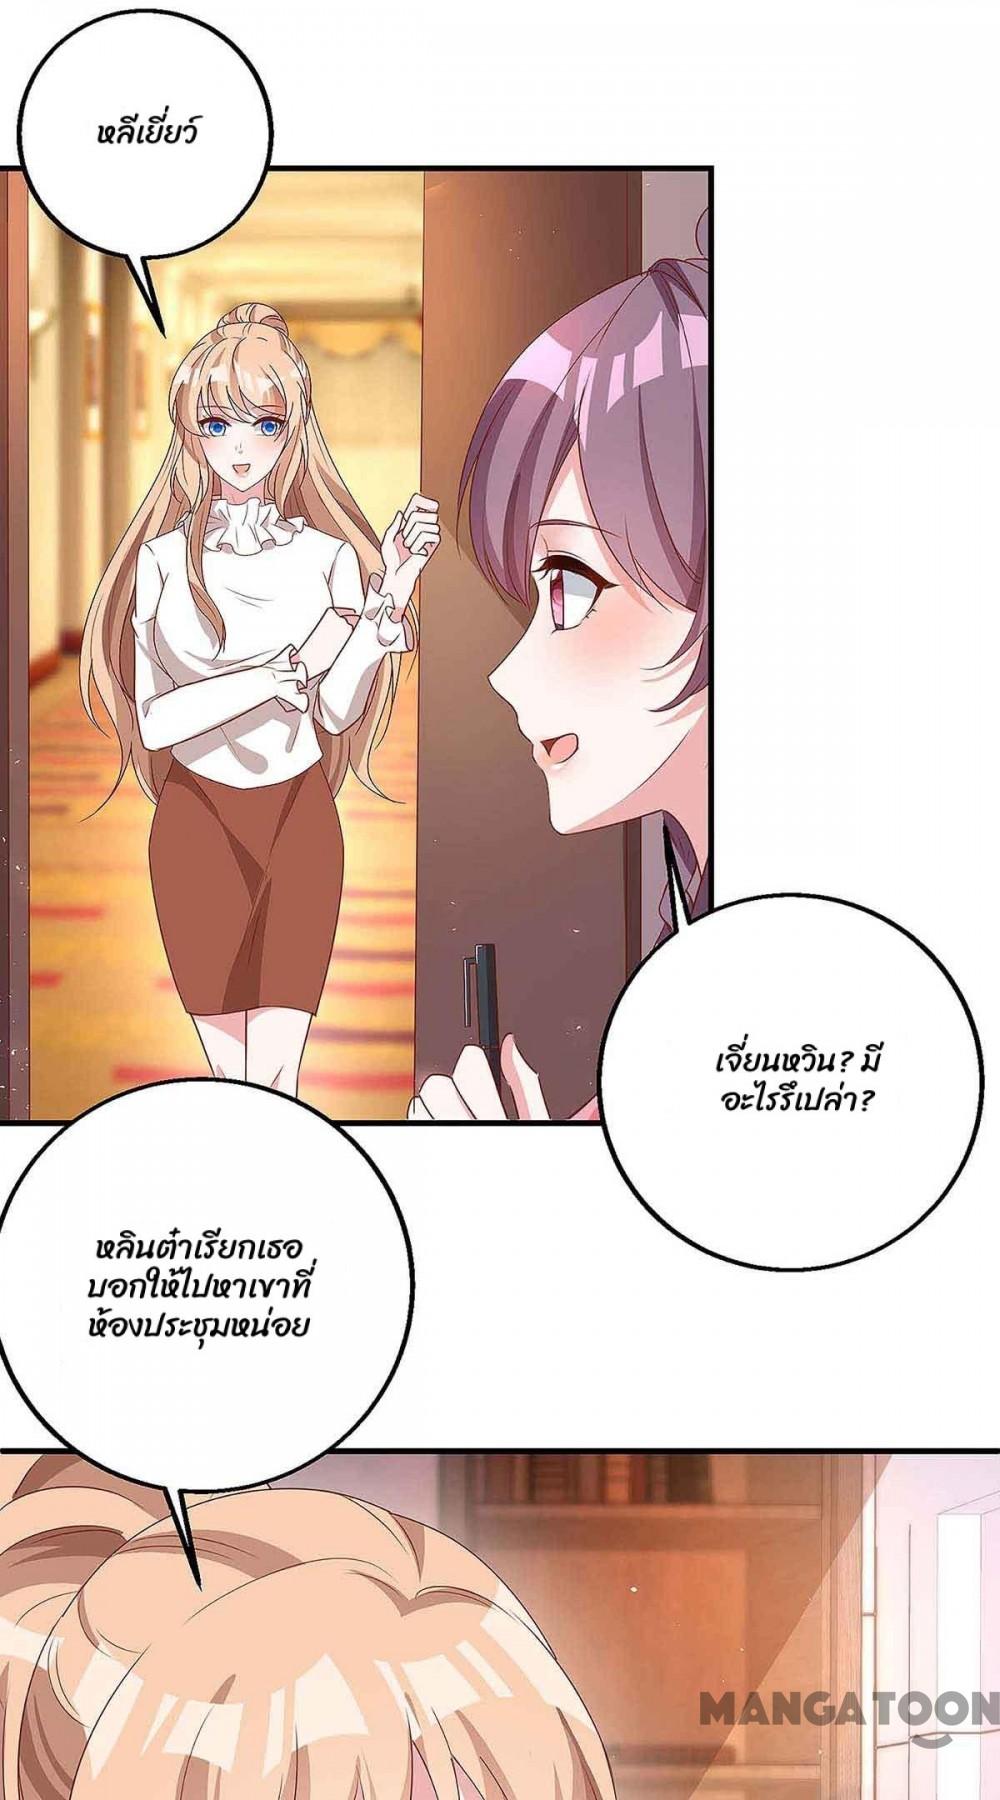 หลีเยี่ยว์
เจี่ยนหวิน? มี
อะไรรึเปล่า?
หลินต๋าเรียกเธอ
บอกให้ไปหาเขาที่
ห้องประชุมหน่อย
MANGATOON